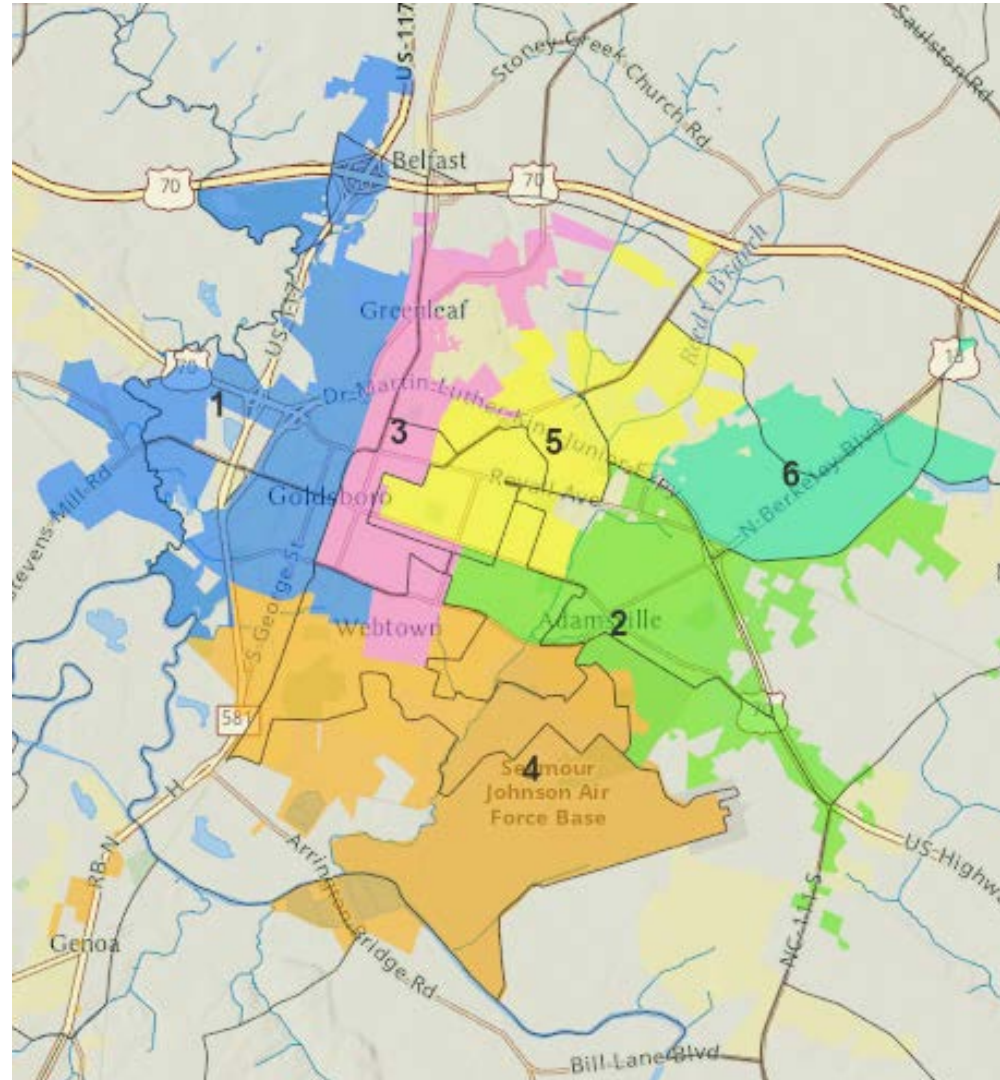 US-117
Stoney Creek Church Rd
Saulston Rd
Belfast
70
70
Reedy Branch
Greenleaf
US-117
70
13
1
Dr-Martin-Luther-King-Junior-Expy
3
5
6
N-Berkeley-Blvd
Goldsboro
Royall Ave
Stevens-Mill-Rd
S-George-St
Webtown
Adamsville
2
581
4
Seymour
Johnson Air
Force Base
H
RB-N
Arrington-Bridge-Rd
US-Highw
Genoa
NC-111-S
Bill-Lane-Blvd